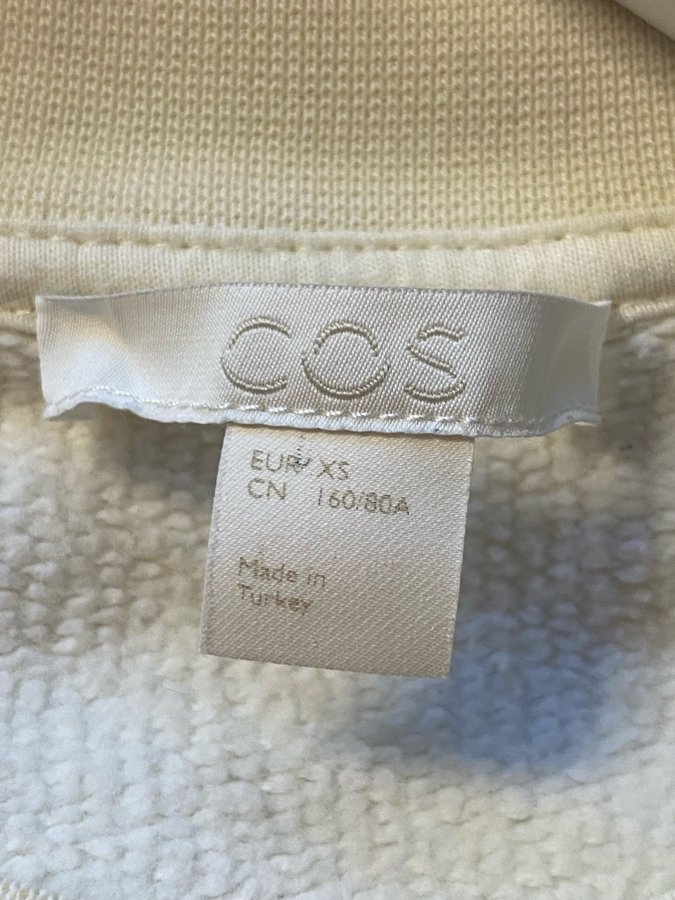 COS
EUR XS
CN 160/80A
Made in
Turkey